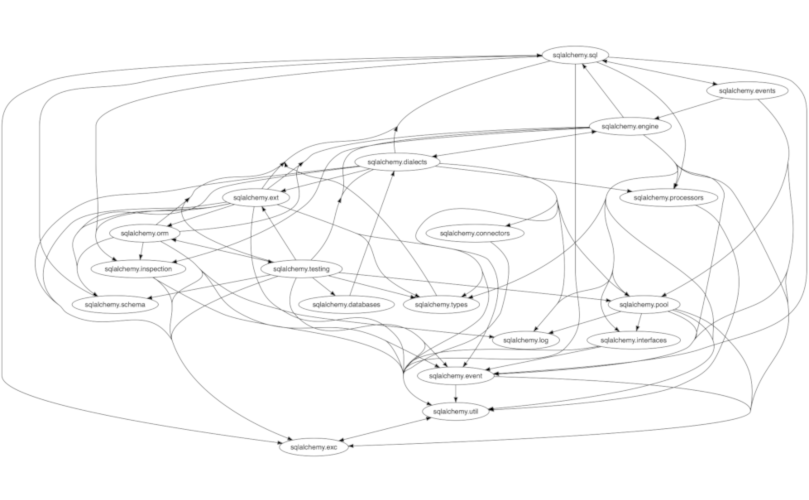 sqlalchemy.sql
sqlalchemy.events
sqlalchemy.engine
sqlalchemy.dialects
sqlalchemy.ext
sqlalchemy.processors
sqlalchemy.orm
sqlalchemy.connectors
sqlalchemy.inspection
sqlalchemy.testing
sqlalchemy.schema
sqlalchemy.databases
sqlalchemy.types
sqlalchemy.pool
sqlalchemy.log
sqlalchemy.interfaces
sqlalchemy.event
sqlalchemy.util
sqlalchemy.exc